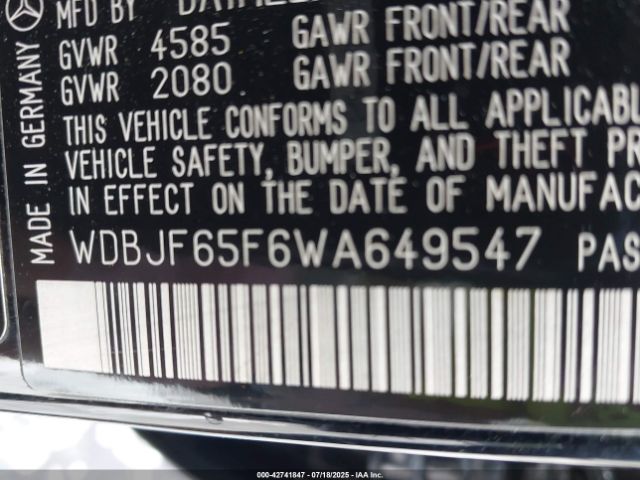 MFD BY
GVWR 4585 GAWR FRONT/REAR
GVWR 2080 GAWR FRONT/REAR
THIS VEHICLE CONFORMS TO ALL APPLICABL
VEHICLE SAFETY, BUMPER, AND THEFT PR
IN EFFECT ON THE DATE OF MANUFAC
WDBJF65F6WA649547 PAS
MADE IN GERMANY
000-42741847 07/18/2025 IAAI.com